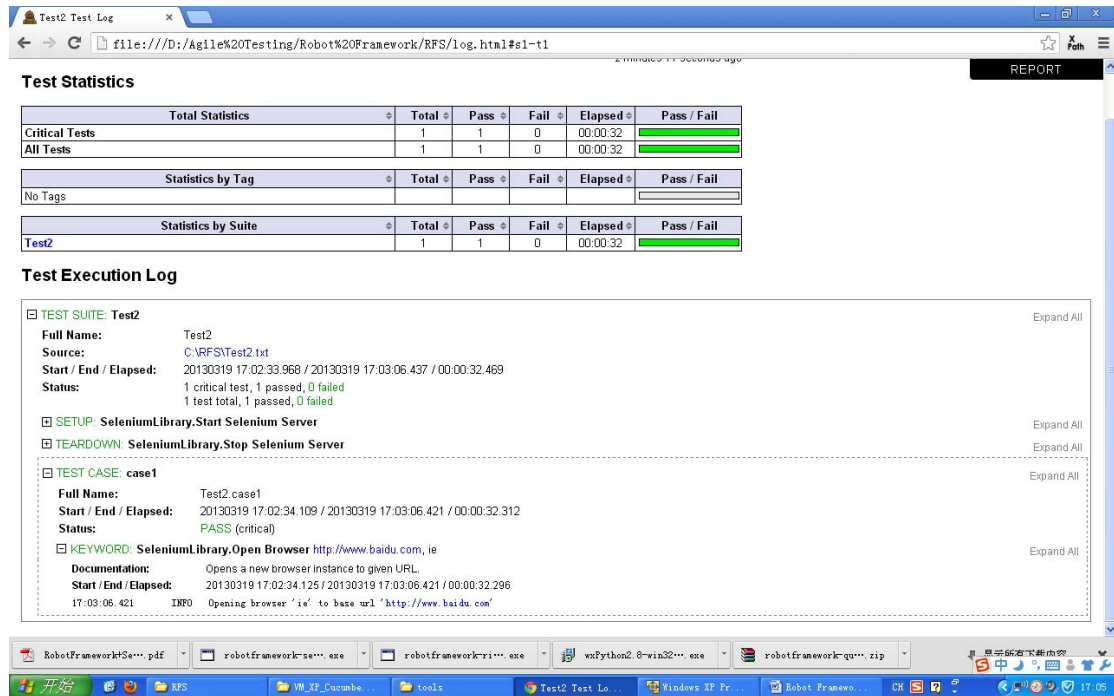 Test2 Test Log
file:///D:/Agile%20Testing/Robot%20Framework/RFS/log.html#s1-t1
X Path
REPORT
Test Statistics
Total Statistics Total Pass Fail Elapsed Pass / Fail
Critical Tests 1 1 0 00:00:32
All Tests 1 1 0 00:00:32
Statistics by Tag Total Pass Fail Elapsed Pass / Fail
No Tags
Statistics by Suite Total Pass Fail Elapsed Pass / Fail
Test2 1 1 0 00:00:32
Test Execution Log
TEST SUITE: Test2 Expand All
Full Name: Test2
Source: C:\RFS\Test2.txt
Start / End / Elapsed: 20130319 17:02:33.968 / 20130319 17:03:06.437 / 00:00:32.469
Status: 1 critical test, 1 passed, 0 failed
1 test total, 1 passed, 0 failed
SETUP: SeleniumLibrary.Start Selenium Server Expand All
TEARDOWN: SeleniumLibrary.Stop Selenium Server Expand All
TEST CASE: case1 Expand All
Full Name: Test2.case1
Start / End / Elapsed: 20130319 17:02:34.109 / 20130319 17:03:06.421 / 00:00:32.312
Status: PASS (critical)
KEYWORD: SeleniumLibrary.Open Browser http://www.baidu.com, ie Expand All
Documentation: Opens a new browser instance to given URL.
Start / End / Elapsed: 20130319 17:02:34.125 / 20130319 17:03:06.421 / 00:00:32.296
17:03:06.421 INFO Opening browser 'ie' to base url 'http://www.baidu.com'
RobotFramework+Se···.pdf robotframework-se···.exe robotframework-ri···.exe wxPython2.8-win32···.exe robotframework-qu···.zip
开始 RFS VM_XP_Cucumbe... tools Test2 Test Lo... Windows XP Pr... Robot Framewo... CH 中 17:05